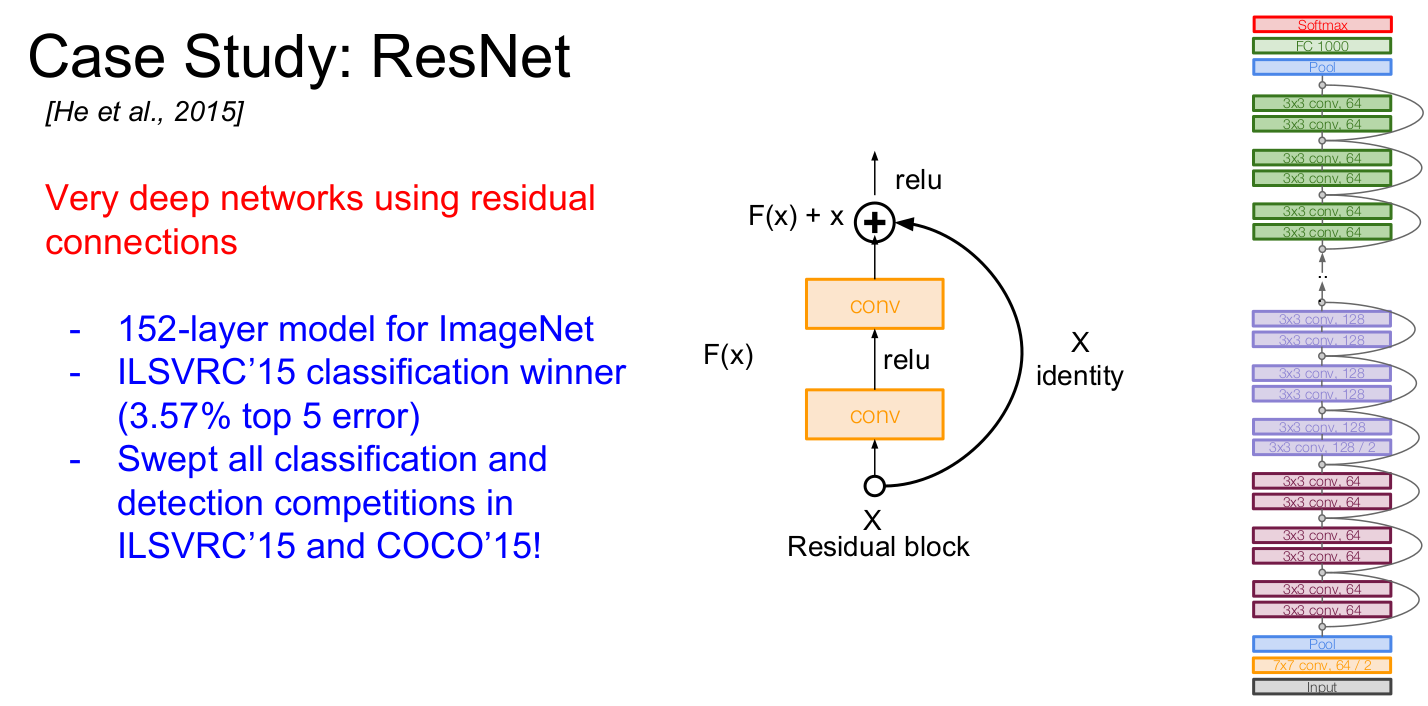 Case Study: ResNet
[He et al., 2015]
Very deep networks using residual
connections
- 152-layer model for ImageNet
- ILSVRC’15 classification winner
(3.57% top 5 error)
- Swept all classification and
detection competitions in
ILSVRC’15 and COCO’15!
relu
F(x) + x
conv
F(x)
relu
X
identity
conv
X
Residual block
Softmax
FC 1000
Pool
3x3 conv, 64
3x3 conv, 64
3x3 conv, 64
3x3 conv, 64
3x3 conv, 64
3x3 conv, 64
...
3x3 conv, 128
3x3 conv, 128
3x3 conv, 128
3x3 conv, 128
3x3 conv, 128
3x3 conv, 128 / 2
3x3 conv, 64
3x3 conv, 64
3x3 conv, 64
3x3 conv, 64
3x3 conv, 64
3x3 conv, 64
Pool
7x7 conv, 64 / 2
Input